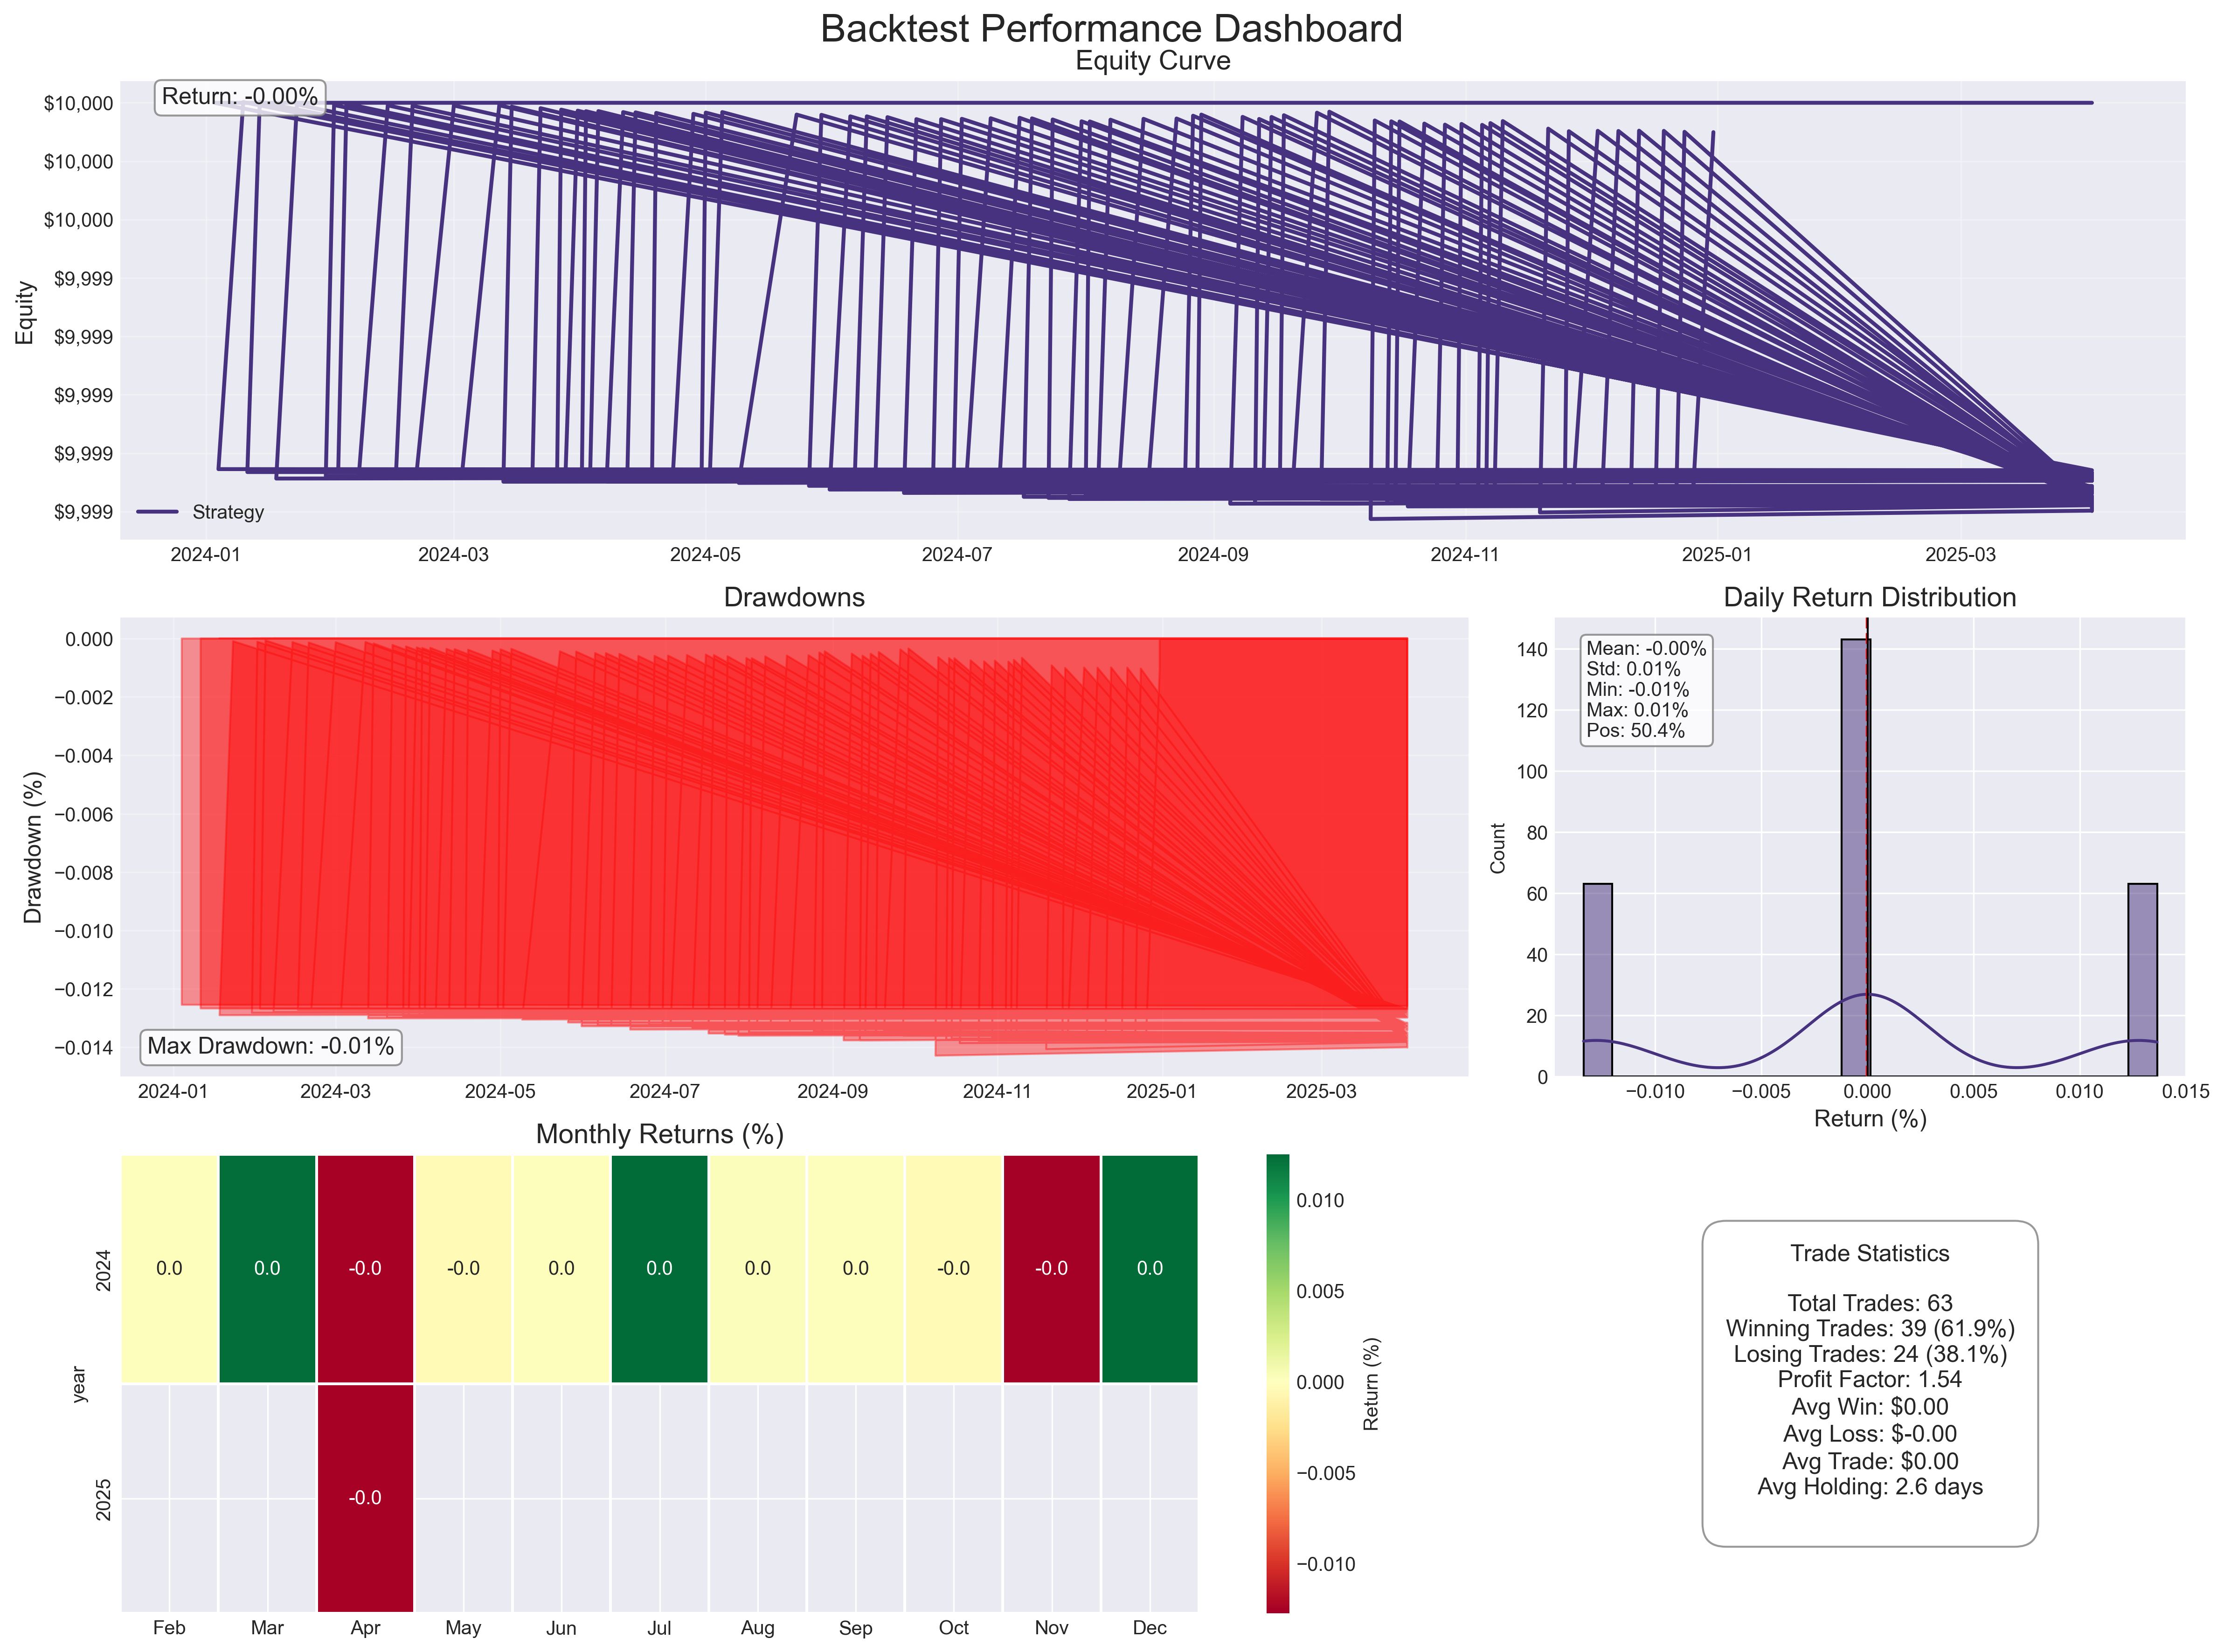 Backtest Performance Dashboard
Equity Curve
Return: -0.00%
Equity
$10,000
$10,000
$10,000
$9,999
$9,999
$9,999
$9,999
$9,999
Strategy
2024-01
2024-03
2024-05
2024-07
2024-09
2024-11
2025-01
2025-03
Drawdowns
Drawdown (%)
0.000
−0.002
−0.004
−0.006
−0.008
−0.010
−0.012
−0.014
Max Drawdown: -0.01%
2024-01
2024-03
2024-05
2024-07
2024-09
2024-11
2025-01
2025-03
Daily Return Distribution
Mean: -0.00%
Std: 0.01%
Min: -0.01%
Max: 0.01%
Pos: 50.4%
Count
140
120
100
80
60
40
20
0
−0.010
−0.005
0.000
0.005
0.010
0.015
Return (%)
Monthly Returns (%)
year
2024
0.0
0.0
-0.0
-0.0
0.0
0.0
0.0
0.0
-0.0
-0.0
0.0
2025
-0.0
Feb
Mar
Apr
May
Jun
Jul
Aug
Sep
Oct
Nov
Dec
0.010
0.005
0.000
−0.005
−0.010
Return (%)
Trade Statistics
Total Trades: 63
Winning Trades: 39 (61.9%)
Losing Trades: 24 (38.1%)
Profit Factor: 1.54
Avg Win: $0.00
Avg Loss: $-0.00
Avg Trade: $0.00
Avg Holding: 2.6 days